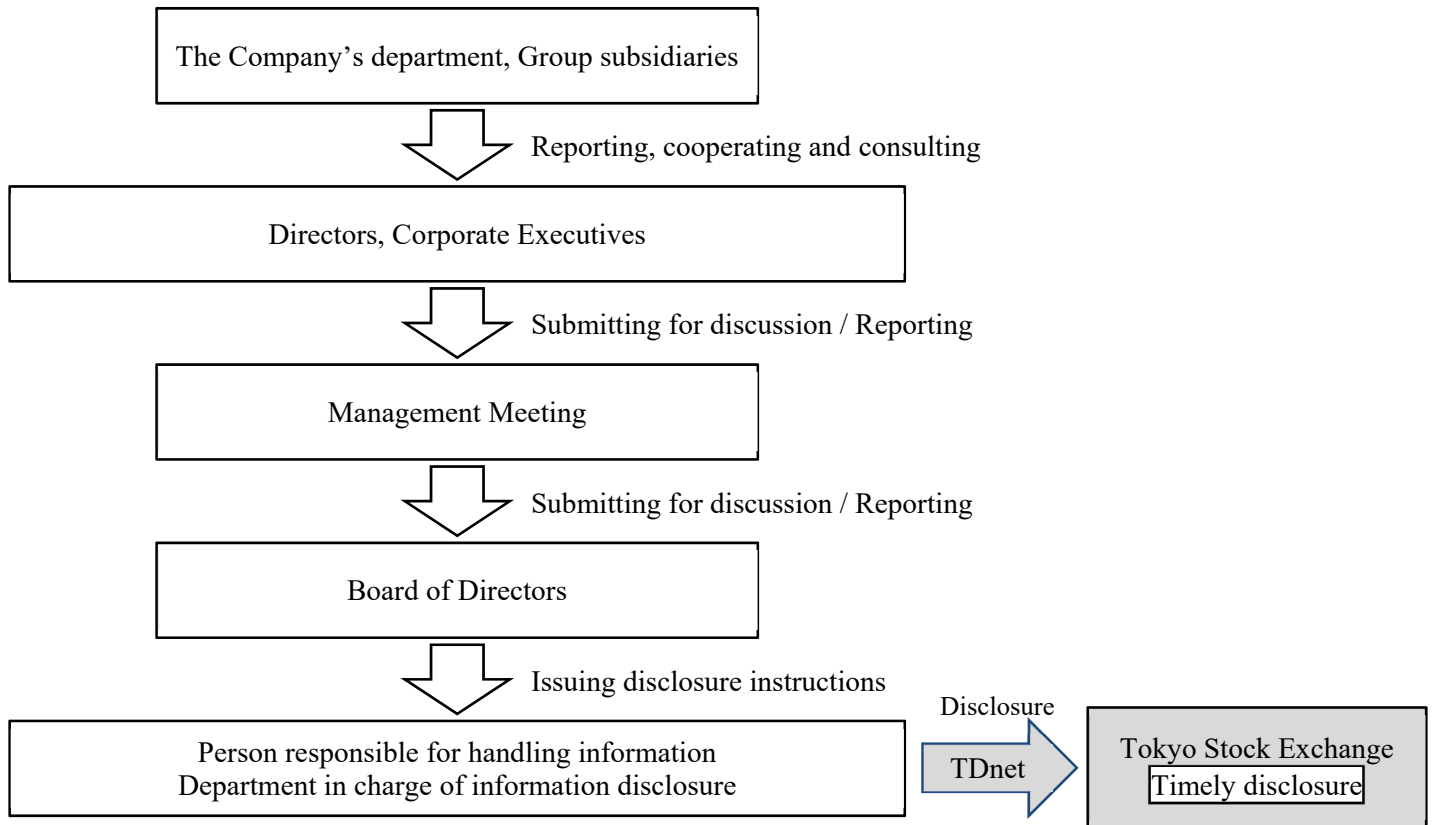 The Company’s department, Group subsidiaries
Reporting, cooperating and consulting
Directors, Corporate Executives
Submitting for discussion / Reporting
Management Meeting
Submitting for discussion / Reporting
Board of Directors
Issuing disclosure instructions
Person responsible for handling information
Department in charge of information disclosure
Disclosure
TDnet
Tokyo Stock Exchange
Timely disclosure